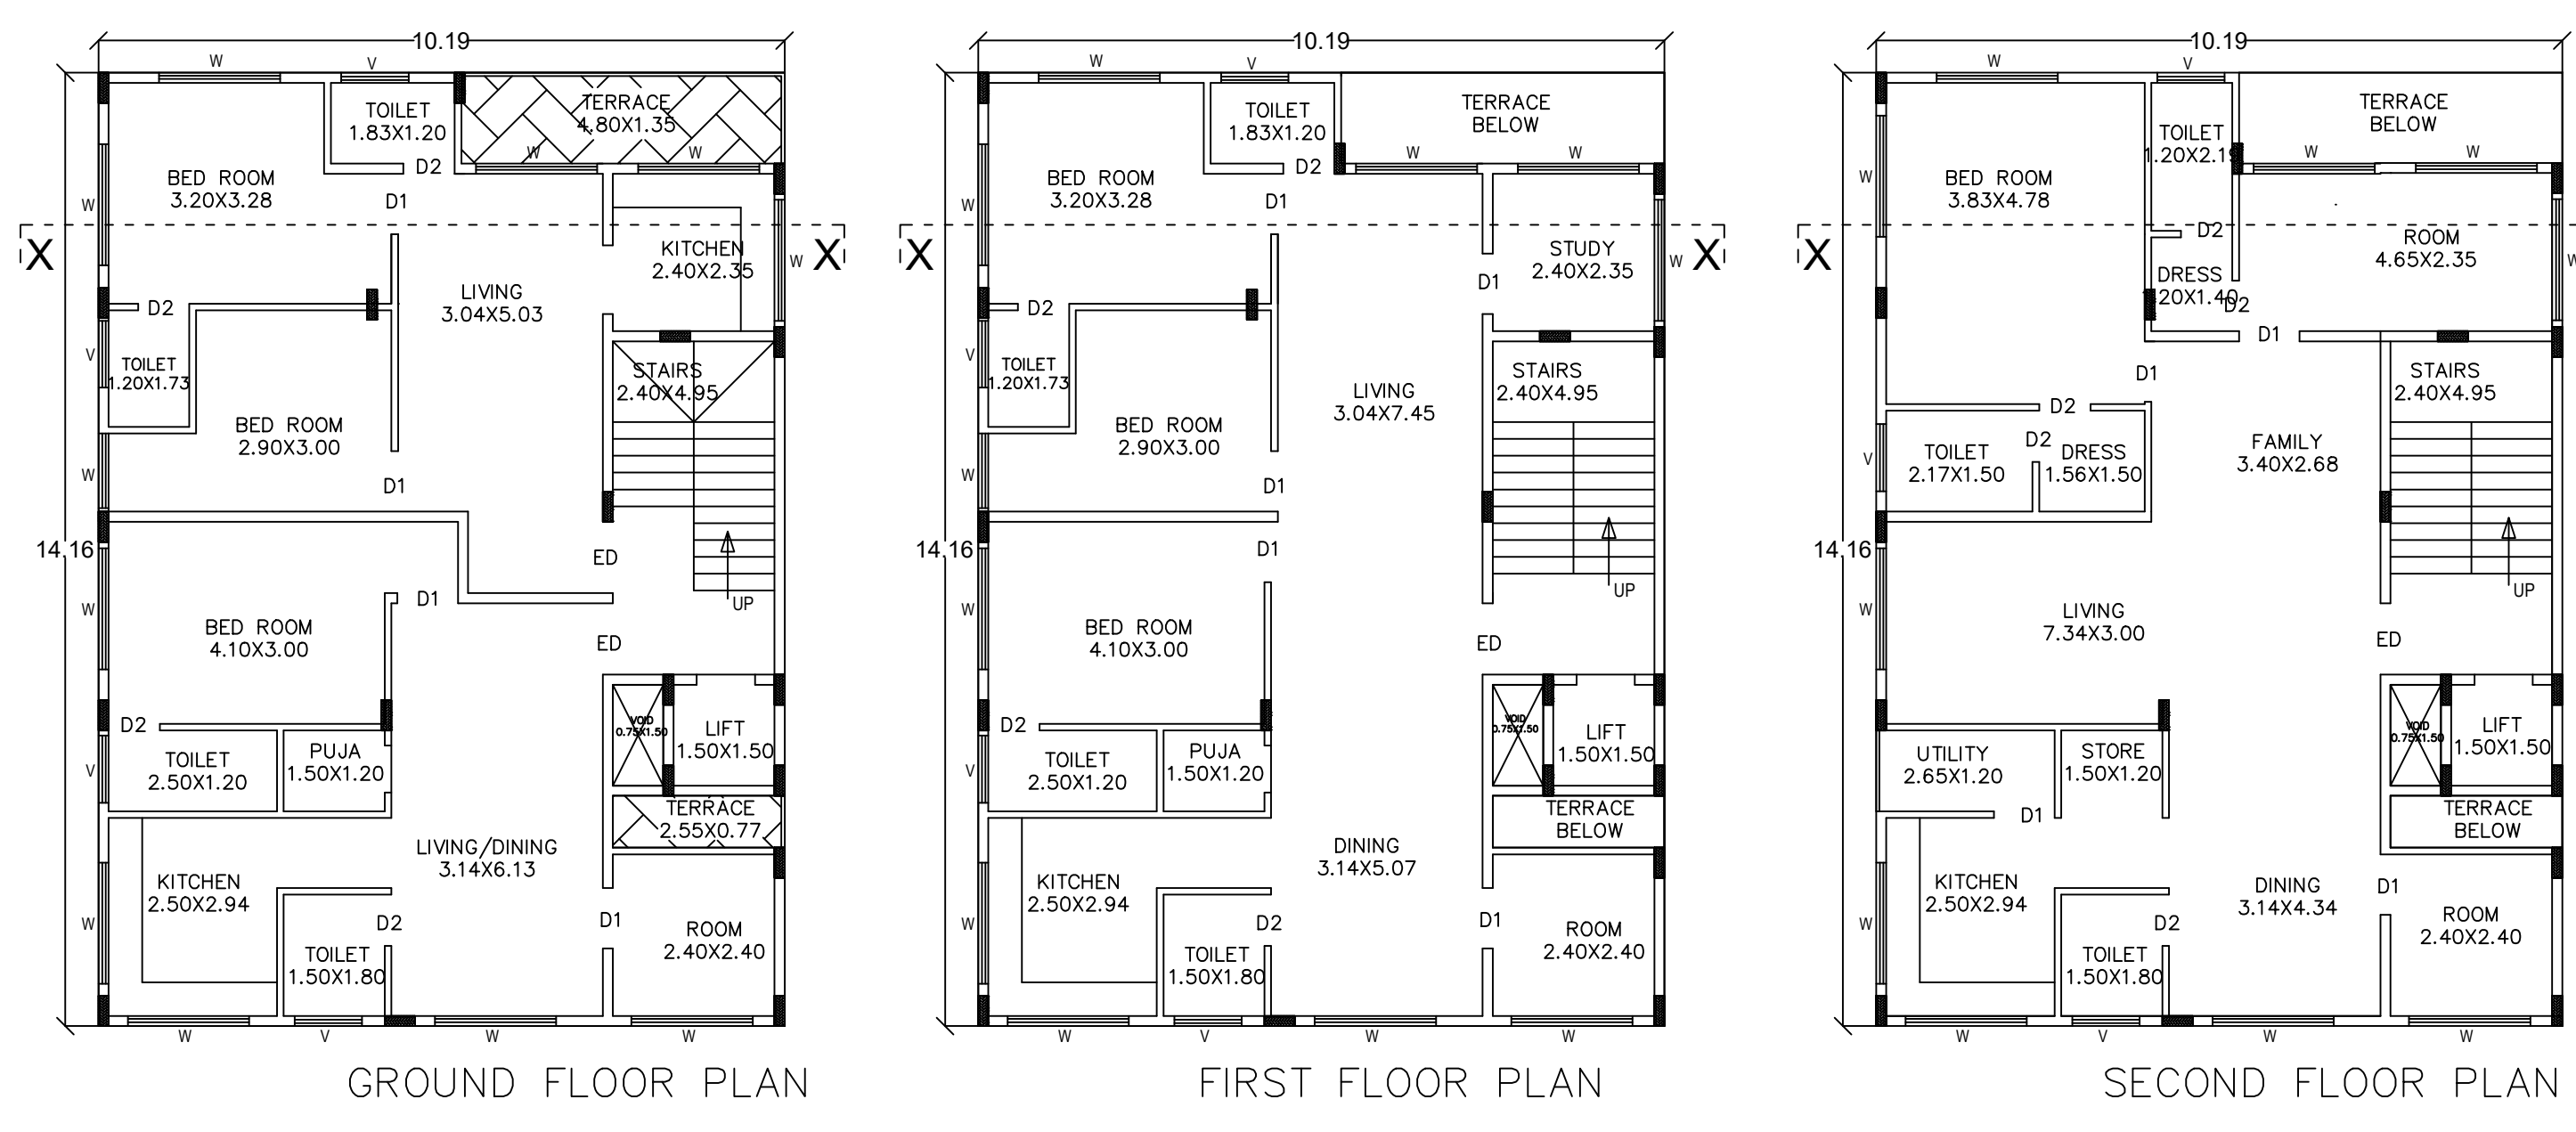 10.19
W
V
TOILET
1.83X1.20
TERRACE
4.80X1.35
W
W
D2
BED ROOM
3.20X3.28
D1
W
X
X
KITCHEN
2.40X2.35
W
LIVING
3.04X5.03
D2
V
TOILET
1.20X1.73
STAIRS
2.40X4.95
BED ROOM
2.90X3.00
W
D1
14.16
ED
D1
W
UP
BED ROOM
4.10X3.00
ED
D2
VOID
0.75X1.50
LIFT
1.50X1.50
TOILET
2.50X1.20
PUJA
1.50X1.20
V
TERRACE
2.55X0.77
LIVING/DINING
3.14X6.13
KITCHEN
2.50X2.94
W
D2
D1
ROOM
2.40X2.40
TOILET
1.50X1.80
W
V
W
W
GROUND FLOOR PLAN
10.19
W
V
TOILET
1.83X1.20
TERRACE
BELOW
W
W
D2
BED ROOM
3.20X3.28
D1
W
X
X
STUDY
2.40X2.35
W
D1
D2
V
TOILET
1.20X1.73
STAIRS
2.40X4.95
LIVING
3.04X7.45
BED ROOM
2.90X3.00
W
D1
14.16
D1
W
UP
BED ROOM
4.10X3.00
ED
D2
VOID
0.75X1.50
LIFT
1.50X1.50
TOILET
2.50X1.20
PUJA
1.50X1.20
V
TERRACE
BELOW
DINING
3.14X5.07
KITCHEN
2.50X2.94
W
D2
D1
ROOM
2.40X2.40
TOILET
1.50X1.80
W
V
W
W
FIRST FLOOR PLAN
10.19
W
V
TOILET
1.20X2.19
TERRACE
BELOW
W
W
W
BED ROOM
3.83X4.78
D2
X
ROOM
4.65X2.35
W
DRESS
1.20X1.40
D2
D1
D1
STAIRS
2.40X4.95
D2
D2
TOILET
2.17X1.50
DRESS
1.56X1.50
V
FAMILY
3.40X2.68
14.16
W
UP
LIVING
7.34X3.00
ED
VOID
0.75X1.50
LIFT
1.50X1.50
UTILITY
2.65X1.20
STORE
1.50X1.20
D1
TERRACE
BELOW
KITCHEN
2.50X2.94
DINING
3.14X4.34
D1
W
D2
ROOM
2.40X2.40
TOILET
1.50X1.80
W
V
W
W
SECOND FLOOR PLAN